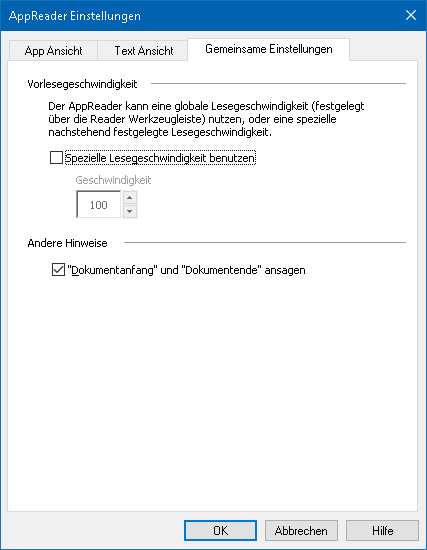 AppReader Einstellungen
App Ansicht
Text Ansicht
Gemeinsame Einstellungen
Vorlesegeschwindigkeit
Der AppReader kann eine globale Lesegeschwindigkeit (festgelegt
über die Reader Werkzeugleiste) nutzen, oder eine spezielle
nachstehend festgelegte Lesegeschwindigkeit.
Spezielle Lesegeschwindigkeit benutzen
Geschwindigkeit
100
Andere Hinweise
"Dokumentanfang" und "Dokumentende" ansagen
OK
Abbrechen
Hilfe